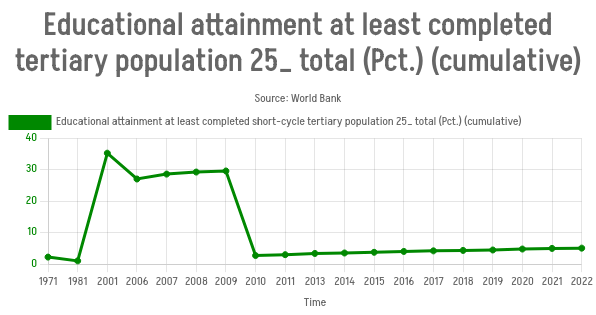 Educational attainment at least completed
tertiary population 25_ total (Pct.) (cumulative)
Source: World Bank
Educational attainment at least completed short-cycle tertiary population 25_ total (Pct.) (cumulative)
40
30
20
10
0
1971 1981 2001 2006 2007 2008 2009 2010 2011 2013 2014 2015 2016 2017 2018 2019 2020 2021 2022
Time